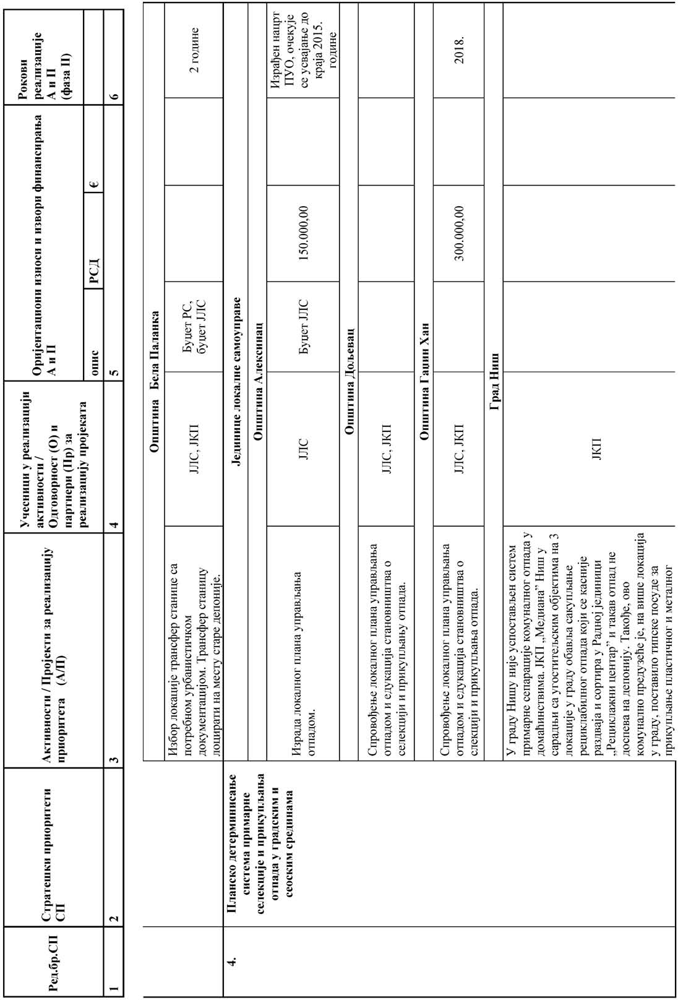 Ред.бр.СП
Стратешки приоритети
СП
Активности / Пројекти за реализацију
приоритета (А/П)
Учесници у реализацији
активности /
Одговорност (О) и
партнери (Пр) за
реализацију пројеката
Оријентациони износи и извори финансирања
А и П
опис
РСД
€
Рокови
реализације
А и П
(фаза II)
1
2
3
4
5
6
Општина Бела Паланка
Избор локације трансфер станице са
потребном урбанистичком
документацијом. Трансфер станицу
лоцирати на месту старе депоније.
ЈЛС, ЈКП
Буџет РС,
буџет ЈЛС
2 године
4.
Планско детерминисање
система примарне
селекције и прикупљања
отпада у градским и
сеоским срединама
Јединице локалне самоуправе
Општина Алексинац
Израда локалног плана управљања
отпадом.
ЈЛС
Буџет ЈЛС
150.000,00
Израђен нацрт
ПУО, очекује
се усвајање до
краја 2015.
године
Општина Дољевац
Спровођење локалног плана управљања
отпадом и едукација становништва о
селекцији и прикупљању отпада.
ЈЛС, ЈКП
Општина Гаџин Хан
Спровођење локалног плана управљања
отпадом и едукација становништва о
слекцији и прикупљања отпада.
ЈЛС, ЈКП
300.000,00
2018.
Град Ниш
У граду Нишу није успостављен систем
примарне сепарације комуналног отпада у
домаћинствима. ЈКП „Медиана” Ниш у
сарадњи са угоститељским објектима на 3
локације у граду обавља сакупљање
рециклабилног отпада који се касније
раздваја и сортира у Радној јединици
„Рециклажни центар” и такав отпад не
доспева на депонију. Такође, ово
комунално предузеће је, на више локација
у граду, поставило типске посуде за
прикупљање пластичног и металног
ЈКП